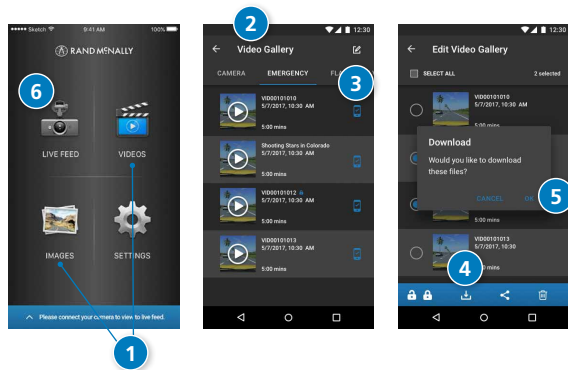 Sketch 9:41 AM 100%
RAND MCNALLY
6
LIVE FEED VIDEOS
IMAGES SETTINGS
Please connect your camera to view to live feed.
1
2
12:30
Video Gallery
CAMERA EMERGENCY
3
VID00101010
5/7/2017, 10:30 AM
5:00 mins
Shooting Stars in Colorado
5/7/2017, 10:30 AM
5:00 mins
VID00101012
5/7/2017, 10:30 AM
5:00 mins
VID00101013
5/7/2017, 10:30 AM
5:00 mins
12:30
Edit Video Gallery
SELECT ALL 2 selected
VID00101010
5/7/2017, 10:30 AM
5:00 mins
Download
Would you like to download
these files?
CANCEL OK
5
5:00 mins
VID00101013
5/7/2017, 10:30
mins
4